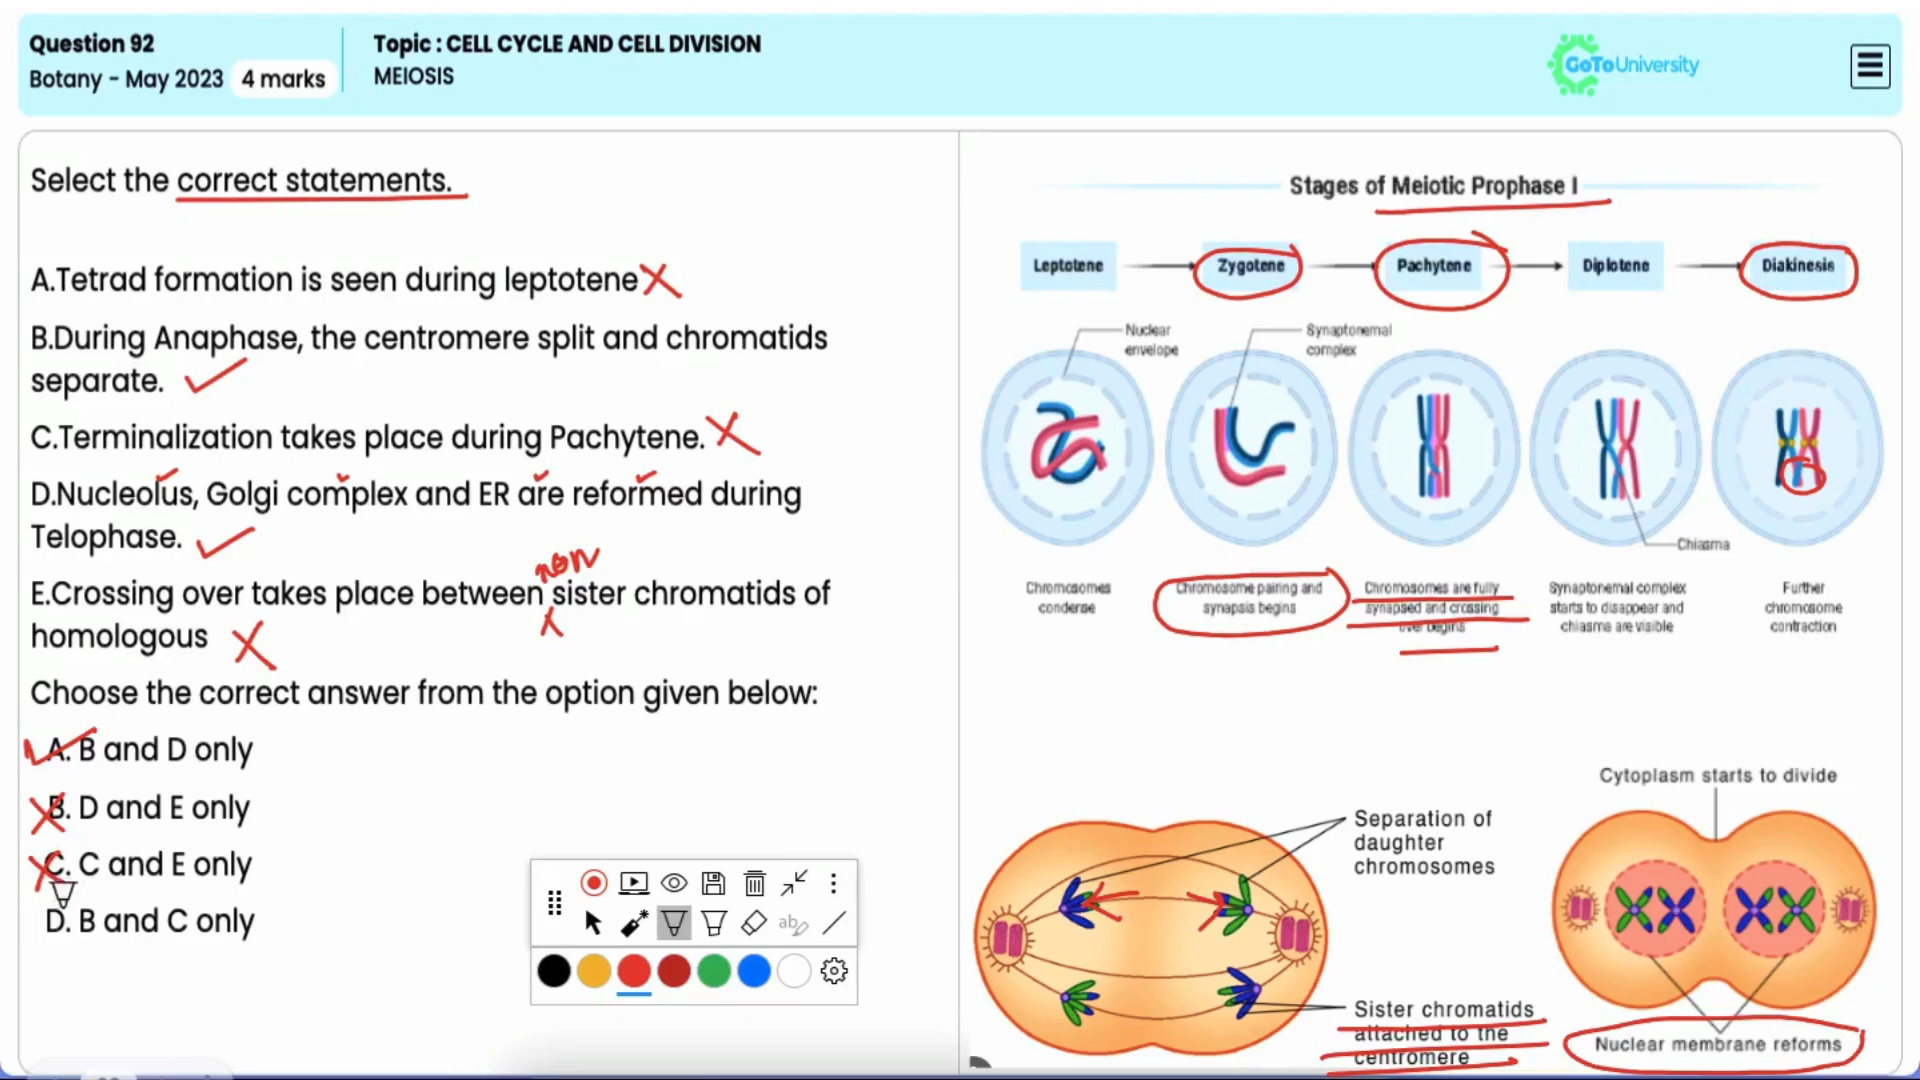 Question 92
Botany - May 2023 4 marks
Topic : CELL CYCLE AND CELL DIVISION
MEIOSIS
GoToUniversity
Select the correct statements.
A.Tetrad formation is seen during leptotene
B.During Anaphase, the centromere split and chromatids
separate.
C.Terminalization takes place during Pachytene.
D.Nucleolus, Golgi complex and ER are reformed during
Telophase.
non
E.Crossing over takes place between sister chromatids of
homologous
Choose the correct answer from the option given below:
A. B and D only
B. D and E only
C. C and E only
D. B and C only
Stages of Meiotic Prophase I
Leptotene
Zygotene
Pachytene
Diplotene
Diakinesis
Nuclear
envelope
Synaptonemal
complex
Chiasma
Chromosomes
condense
Chromosome pairing and
synapsis begins
Chromosomes are fully
synapsed and crossing
over begins
Synaptonemal complex
starts to disappear and
chiasma are visible
Further
chromosome
contraction
Separation of
daughter
chromosomes
Sister chromatids
attached to the
centromere
Cytoplasm starts to divide
Nuclear membrane reforms
ab